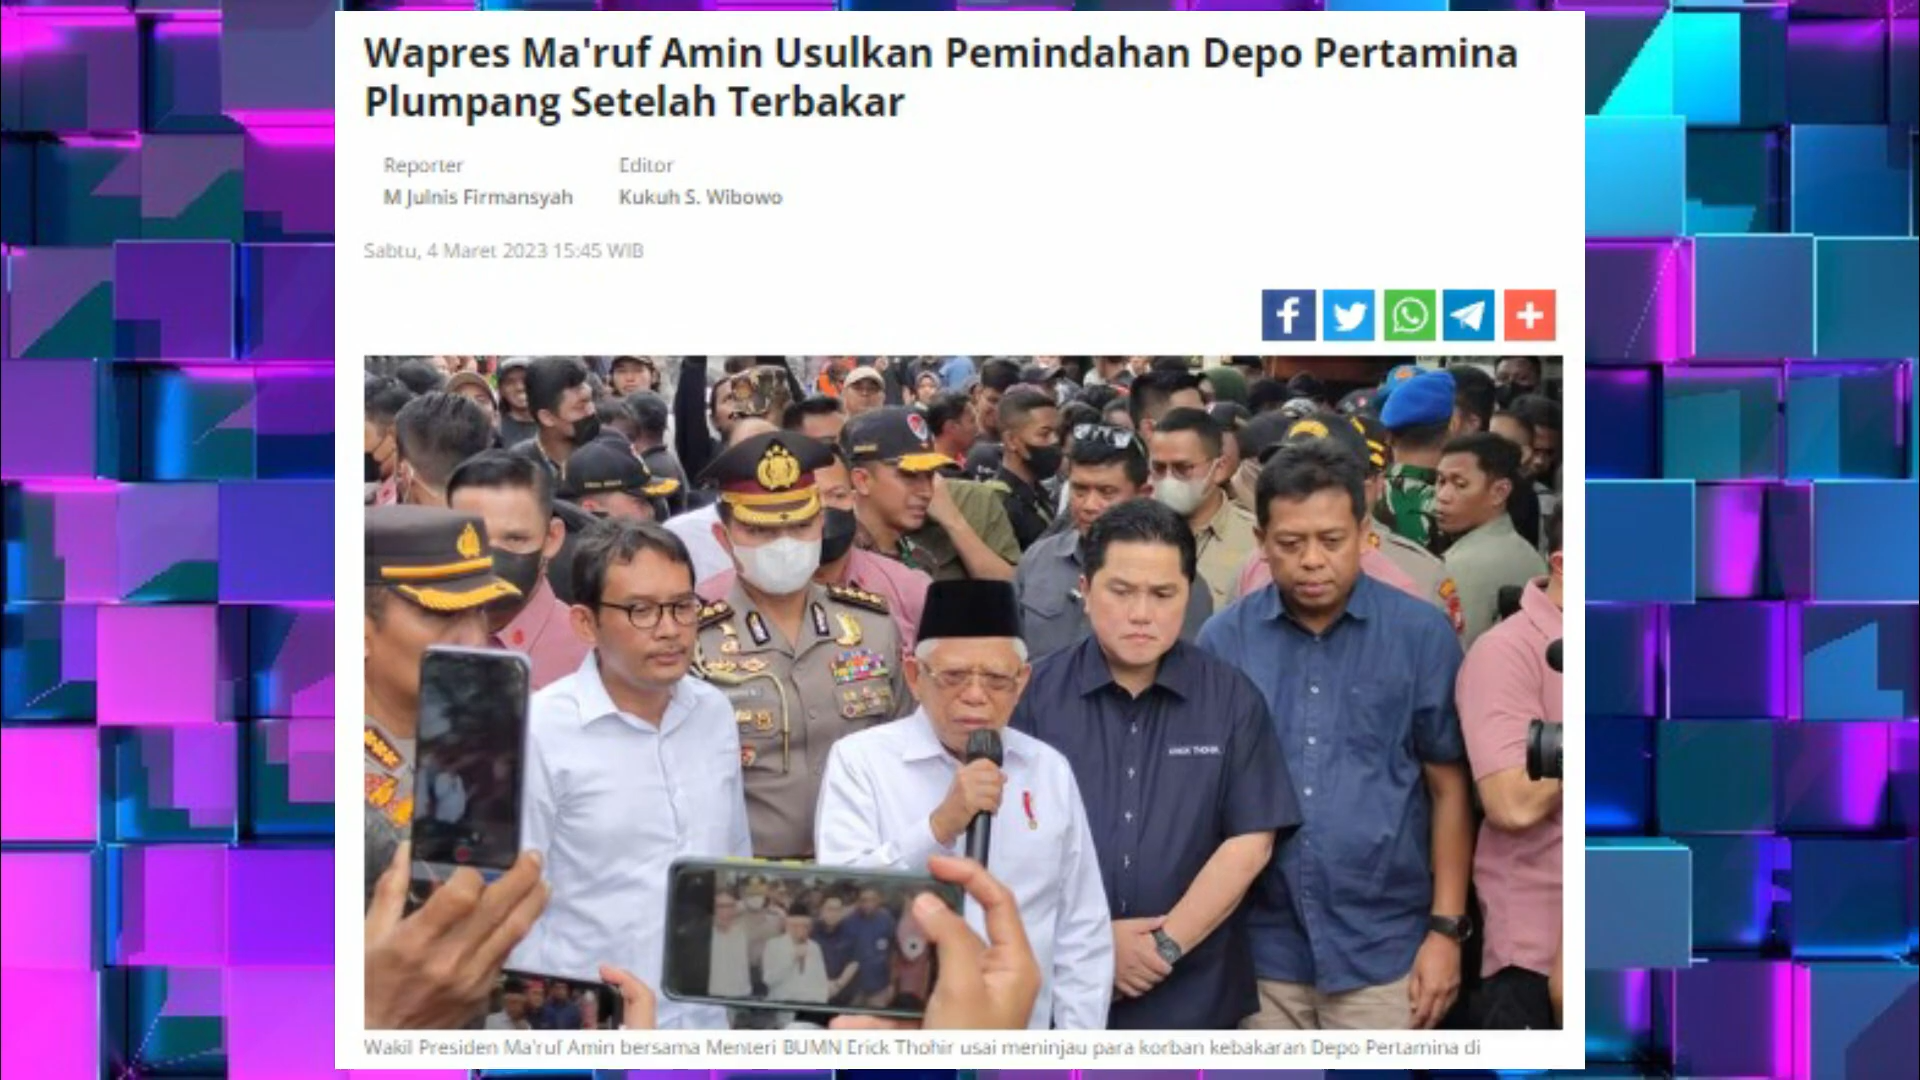 Wapres Ma'ruf Amin Usulkan Pemindahan Depo Pertamina
Plumpang Setelah Terbakar
Reporter
Editor
M Julnis Firmansyah
Kukuh S. Wibowo
Sabtu, 4 Maret 2023 15:45 WIB
ERICK THOHIR
Wakil Presiden Ma'ruf Amin bersama Menteri BUMN Erick Thohir usai meninjau para korban kebakaran Depo Pertamina di